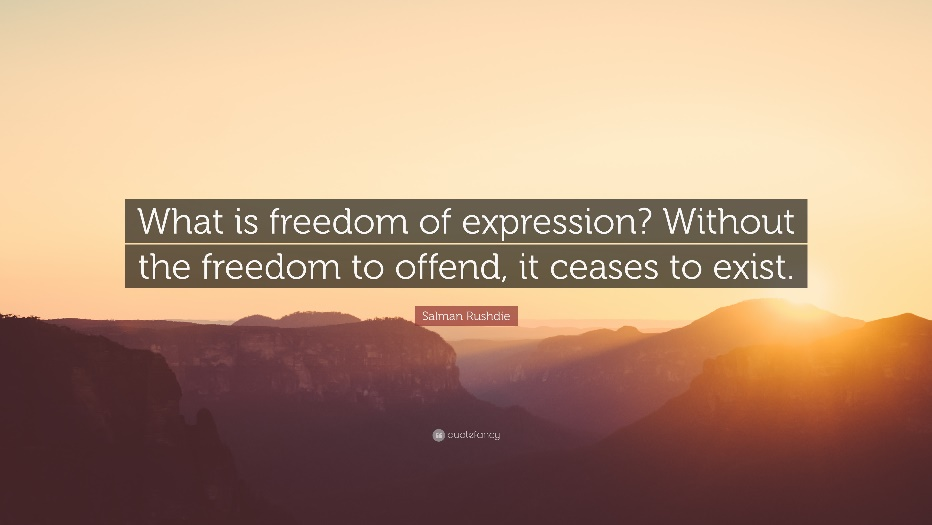 What is freedom of expression? Without
the freedom to offend, it ceases to exist.
Salman Rushdie
quotefancy